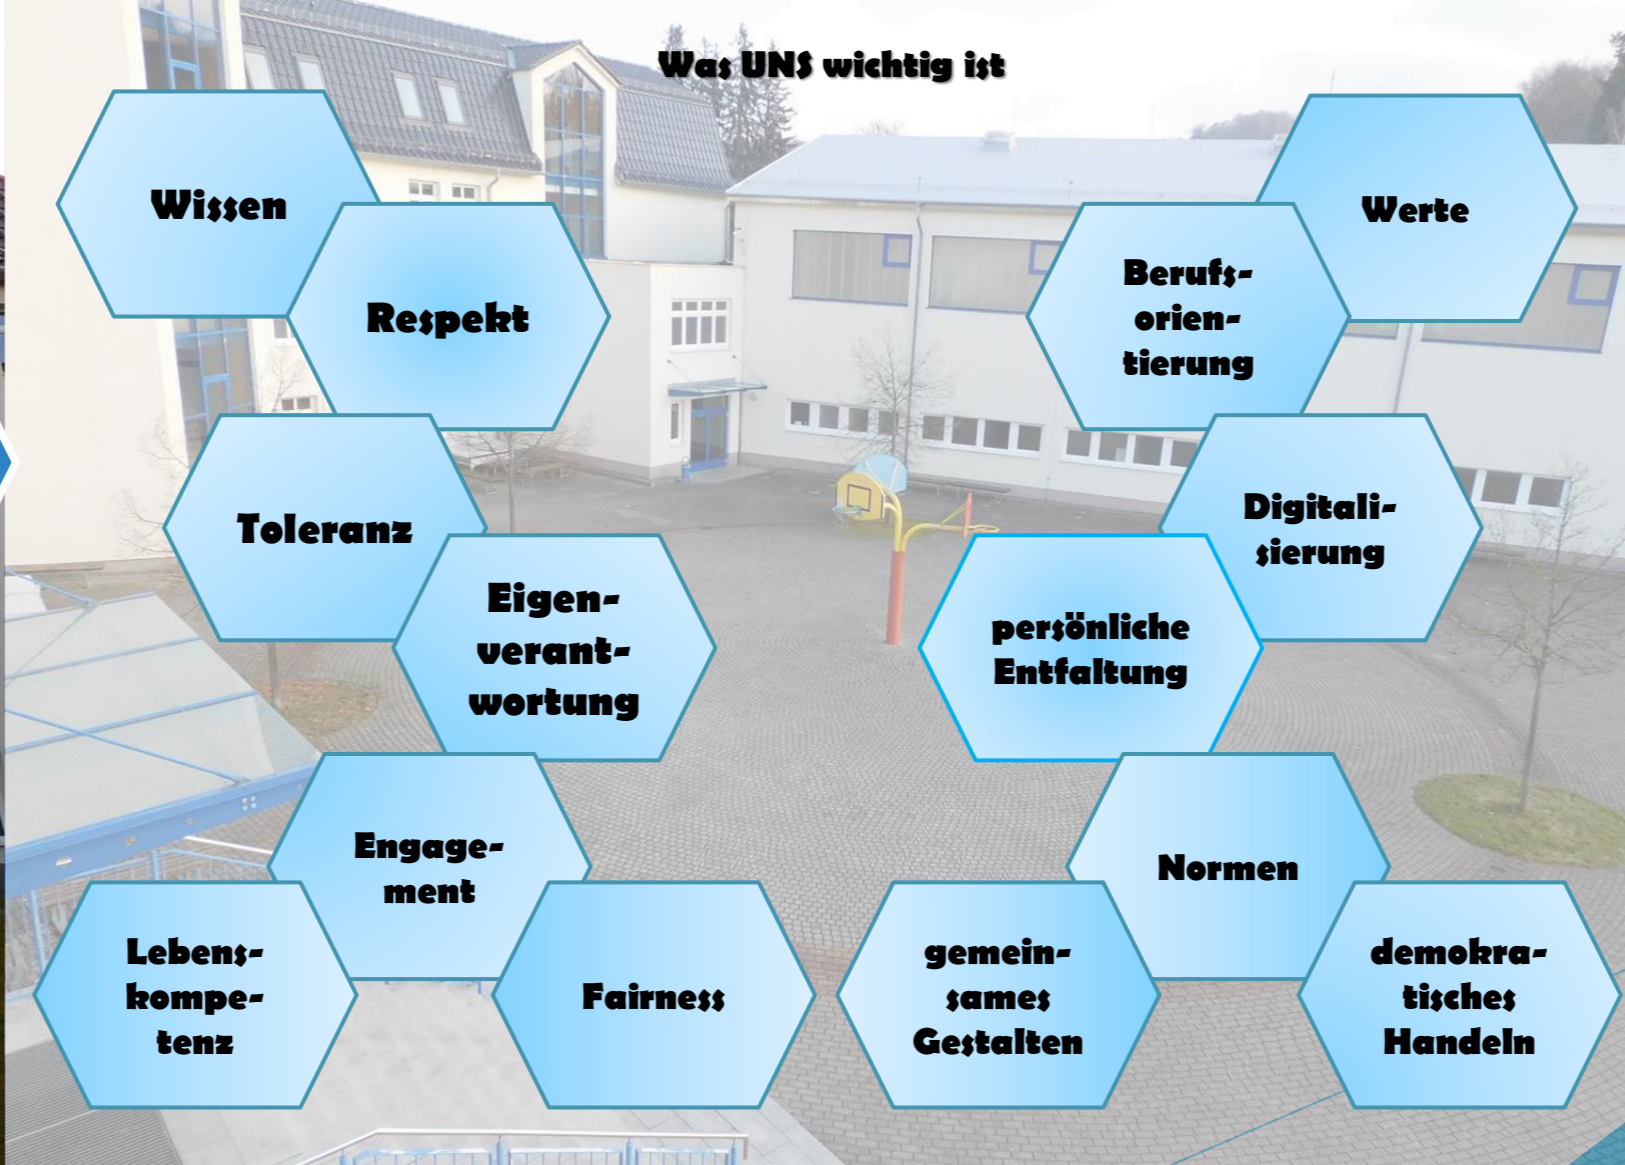 Was UNS wichtig ist
Wissen
Respekt
Toleranz
Eigen-
verant-
wortung
Engage-
ment
Lebens-
kompe-
tenz
Fairness
Werte
Berufs-
orien-
tierung
Digitali-
sierung
persönliche
Entfaltung
Normen
gemein-
sames
Gestalten
demokra-
tisches
Handeln